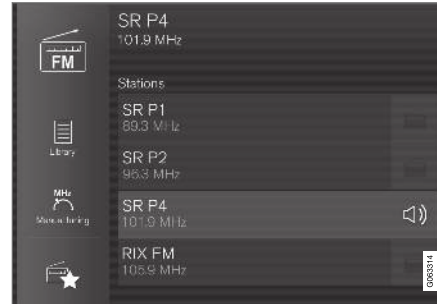 SR P4
101.9 MHz
FM
Stations
SR P1
89.3 MHz
Library
SR P2
96.3 MHz
MHz
Manual tuning
SR P4
101.9 MHz
RIX FM
105.9 MHz
G063314